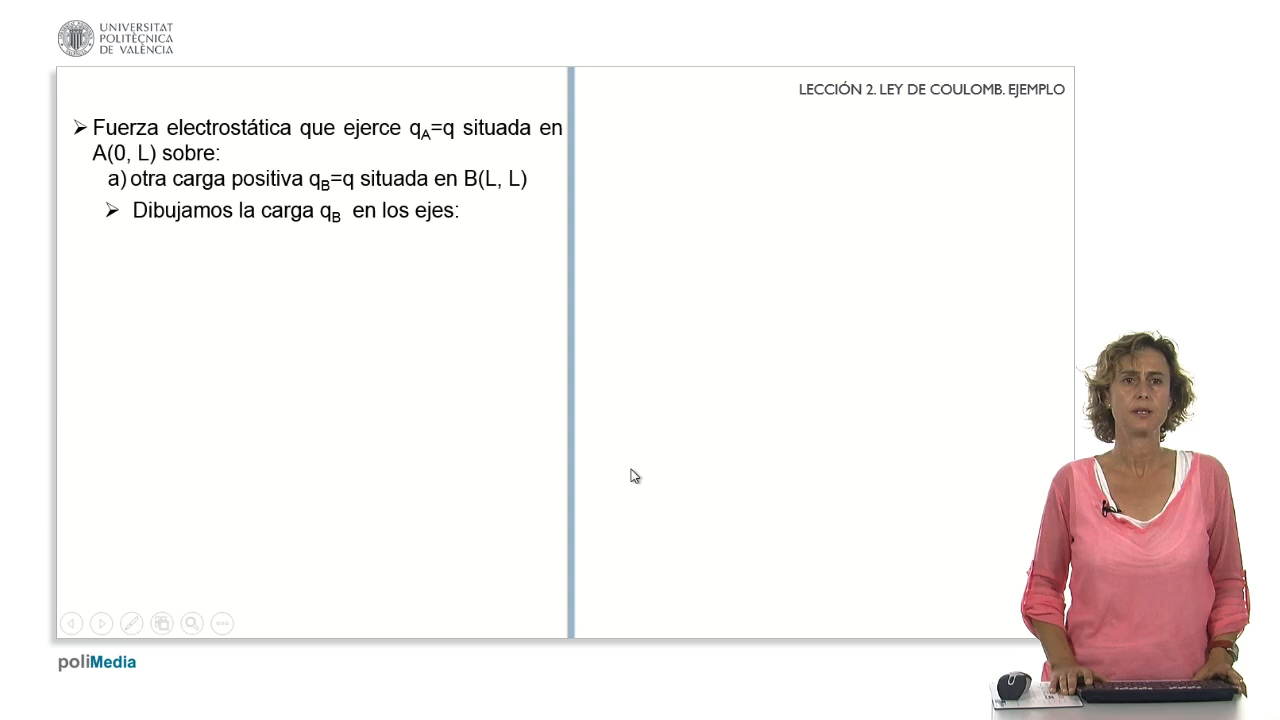 UNIVERSITAT
POLITÈCNICA
DE VALÈNCIA
LECCIÓN 2. LEY DE COULOMB. EJEMPLO
➢ Fuerza electrostática que ejerce qA=q situada en
A(0, L) sobre:
a) otra carga positiva qB=q situada en B(L, L)
➢ Dibujamos la carga qB en los ejes:
poliMedia